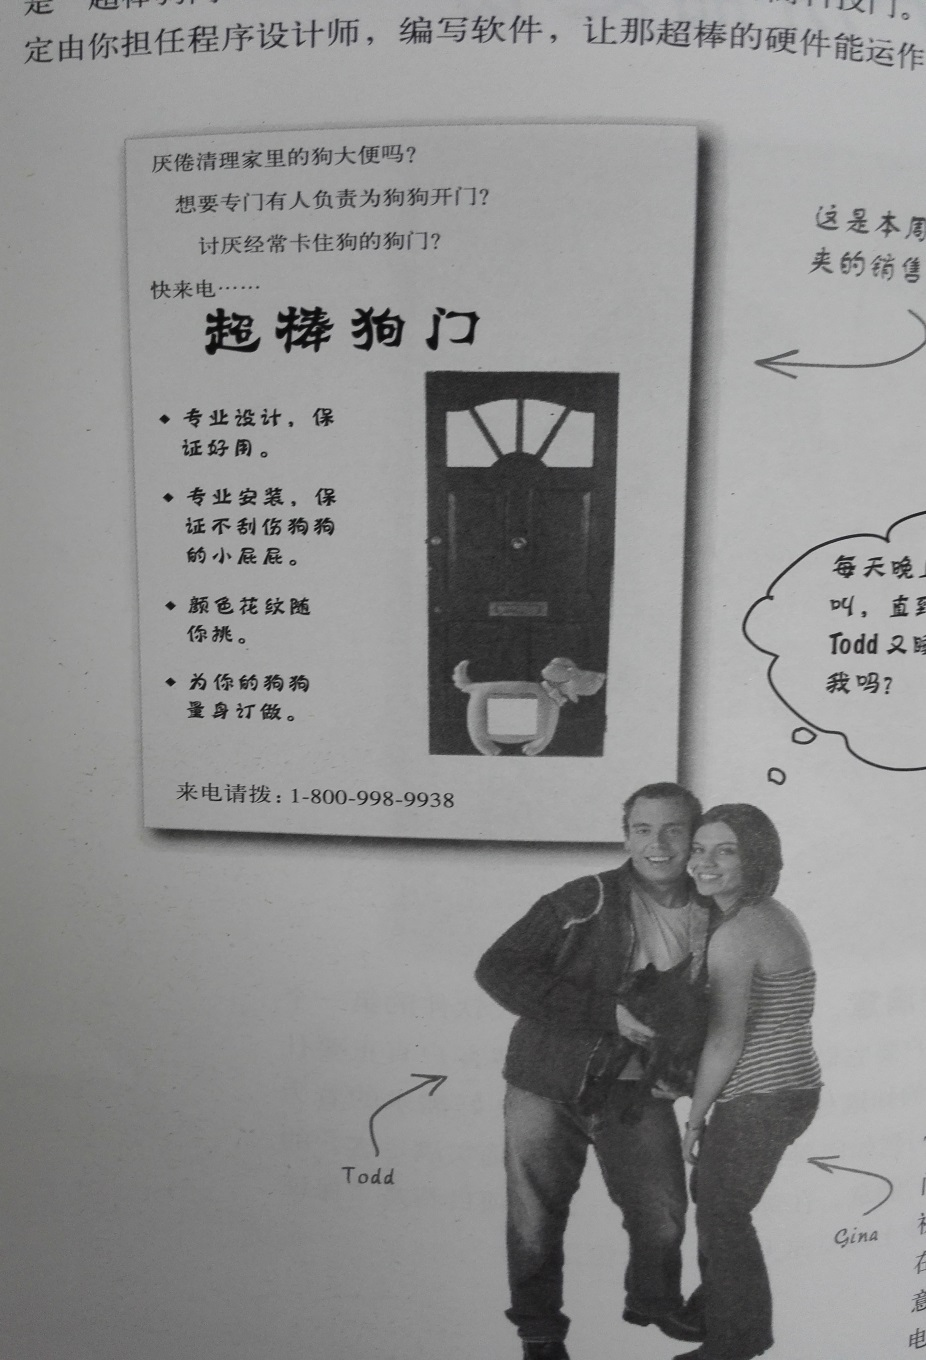 定由你担任程序设计师，编写软件，让那超棒的硬件能运作
厌倦清理家里的狗大便吗？
想要专门有人负责为狗狗开门？
讨厌经常卡住狗的狗门？
快来电……
超棒狗门
◆ 专业设计，保
证好用。
◆ 专业安装，保
证不刮伤狗狗
的小屁屁。
◆ 颜色花纹随
你挑。
◆ 为你的狗狗
量身订做。
来电请拨：1-800-998-9938
这是本周
夹的销售
每天晚上
叫，直到
Todd 又睡
我吗？
Todd
Gina
在
意
电